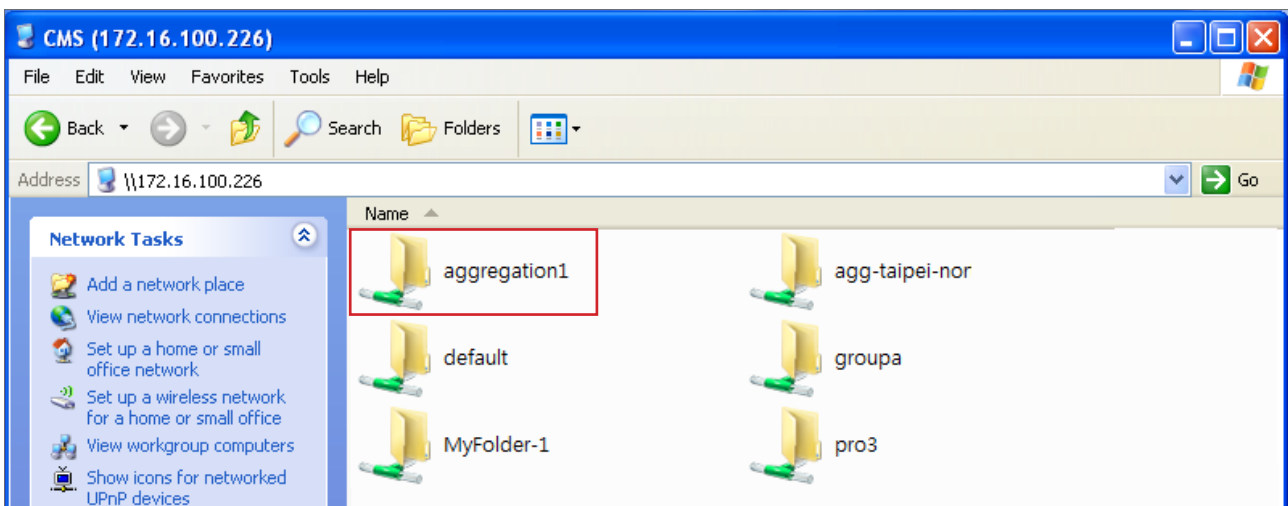 CMS (172.16.100.226)
File Edit View Favorites Tools Help
Back Search Folders
Address \\172.16.100.226 Go
Name
Network Tasks
Add a network place
View network connections
Set up a home or small
office network
Set up a wireless network
for a home or small office
View workgroup computers
Show icons for networked
UPnP devices
aggregation1 agg-taipei-nor
default groupa
MyFolder-1 pro3